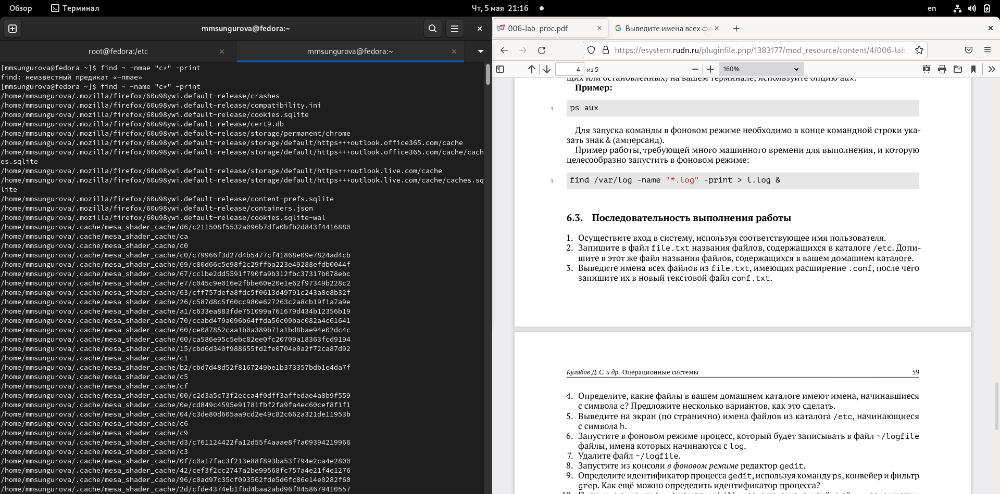 Обзор
Терминал
Чт, 5 мая 21:16
en
mmsungurova@fedora:~
root@fedora:/etc
mmsungurova@fedora:~
[mmsungurova@fedora ~]$ find ~ -nmae "c*" -print
find: неизвестный предикат «-nmae»
[mmsungurova@fedora ~]$ find ~ -name "c*" -print
/home/mmsungurova/.mozilla/firefox/60u98ywi.default-release/crashes
/home/mmsungurova/.mozilla/firefox/60u98ywi.default-release/compatibility.ini
/home/mmsungurova/.mozilla/firefox/60u98ywi.default-release/cookies.sqlite
/home/mmsungurova/.mozilla/firefox/60u98ywi.default-release/cert9.db
/home/mmsungurova/.mozilla/firefox/60u98ywi.default-release/storage/permanent/chrome
/home/mmsungurova/.mozilla/firefox/60u98ywi.default-release/storage/default/https+++outlook.office365.com/cache
/home/mmsungurova/.mozilla/firefox/60u98ywi.default-release/storage/default/https+++outlook.office365.com/cache/cach
es.sqlite
/home/mmsungurova/.mozilla/firefox/60u98ywi.default-release/storage/default/https+++outlook.live.com/cache
/home/mmsungurova/.mozilla/firefox/60u98ywi.default-release/storage/default/https+++outlook.live.com/cache/caches.sq
lite
/home/mmsungurova/.mozilla/firefox/60u98ywi.default-release/content-prefs.sqlite
/home/mmsungurova/.mozilla/firefox/60u98ywi.default-release/containers.json
/home/mmsungurova/.mozilla/firefox/60u98ywi.default-release/cookies.sqlite-wal
/home/mmsungurova/.cache/mesa_shader_cache/d6/c211508f5532a096b7dfa0bfb2d843f4416880
/home/mmsungurova/.cache/mesa_shader_cache/ca
/home/mmsungurova/.cache/mesa_shader_cache/c0
/home/mmsungurova/.cache/mesa_shader_cache/c0/c79966f3d27d4b5477cf41868e09e7824ad4cb
/home/mmsungurova/.cache/mesa_shader_cache/69/c80d66c5e98f2c29ffba223e49288efdb0044f
/home/mmsungurova/.cache/mesa_shader_cache/67/cc1be2dd5591f790fa9b312fbc37317b078ebc
/home/mmsungurova/.cache/mesa_shader_cache/e7/c045c9e016e2fbbe60e20e1e62f97349b228c2
/home/mmsungurova/.cache/mesa_shader_cache/63/cff757defa8fdc5f0613d49791c243a8e8b32f
/home/mmsungurova/.cache/mesa_shader_cache/26/c587d8c5f60cc980e627263c2a8cb19f1a7a9e
/home/mmsungurova/.cache/mesa_shader_cache/a1/c633ea883fde751099a761679d434b12356b19
/home/mmsungurova/.cache/mesa_shader_cache/70/ccabd479a096b64ffda56c09bac082a4c61641
/home/mmsungurova/.cache/mesa_shader_cache/60/ce087852caa1b0a389b71a1bd8bae94e02dc4c
/home/mmsungurova/.cache/mesa_shader_cache/60/ca586e95c5ebc82ee0fc20709a18363fcd9194
/home/mmsungurova/.cache/mesa_shader_cache/15/cbd6d340f988655fd2fe0704e0a2f72ca87d92
/home/mmsungurova/.cache/mesa_shader_cache/c1
/home/mmsungurova/.cache/mesa_shader_cache/b2/cbd7d48d52f8167249be1b373357bdb1e4da7f
/home/mmsungurova/.cache/mesa_shader_cache/c5
/home/mmsungurova/.cache/mesa_shader_cache/cf
/home/mmsungurova/.cache/mesa_shader_cache/00/c2d3a5c73f2ecca4f0dff3affedae4a8b9f559
/home/mmsungurova/.cache/mesa_shader_cache/0e/cd849c4595e91781fbf2fa9fa4ec60cef8f1f1
/home/mmsungurova/.cache/mesa_shader_cache/04/c3de80d605aa9cd2e49c82c662a321de11953b
/home/mmsungurova/.cache/mesa_shader_cache/c6
/home/mmsungurova/.cache/mesa_shader_cache/c9
/home/mmsungurova/.cache/mesa_shader_cache/d3/c761124422fa12d55f4aaae8f7a09394219966
/home/mmsungurova/.cache/mesa_shader_cache/c3
/home/mmsungurova/.cache/mesa_shader_cache/0f/c0a17fac3f213e88f893ba53f794e2ca4e2800
/home/mmsungurova/.cache/mesa_shader_cache/42/cef3f2cc2747a2be99568fc757a4e21f4e1276
/home/mmsungurova/.cache/mesa_shader_cache/96/c0ad97c35cf093562fde5d6fc86e14e0282f60
/home/mmsungurova/.cache/mesa_shader_cache/2d/cfde4374eb1fbd4baa2abd96f0458679410557
006-lab_proc.pdf
Выведите имена всех фа
https://esystem.rudn.ru/pluginfile.php/1383177/mod_resource/content/4/006-lab_
4 из 5
160%
щих или остановленных) на вашем терминале, используйте опцию aux.
Пример:
1 ps aux
Для запуска команды в фоновом режиме необходимо в конце командной строки ука-
зать знак & (амперсанд).
Пример работы, требующей много машинного времени для выполнения, и которую
целесообразно запустить в фоновом режиме:
1 find /var/log -name "*.log" -print > l.log &
6.3. Последовательность выполнения работы
1. Осуществите вход в систему, используя соответствующее имя пользователя.
2. Запишите в файл file.txt названия файлов, содержащихся в каталоге /etc. Допи-
шите в этот же файл названия файлов, содержащихся в вашем домашнем каталоге.
3. Выведите имена всех файлов из file.txt, имеющих расширение .conf, после чего
запишите их в новый текстовой файл conf.txt.
Кулябов Д. С. и др. Операционные системы 59
4. Определите, какие файлы в вашем домашнем каталоге имеют имена, начинавшиеся
с символа c? Предложите несколько вариантов, как это сделать.
5. Выведите на экран (по странично) имена файлов из каталога /etc, начинающиеся
с символа h.
6. Запустите в фоновом режиме процесс, который будет записывать в файл ~/logfile
файлы, имена которых начинаются с log.
7. Удалите файл ~/logfile.
8. Запустите из консоли в фоновом режиме редактор gedit.
9. Определите идентификатор процесса gedit, используя команду ps, конвейер и фильтр
grep. Как ещё можно определить идентификатор процесса?